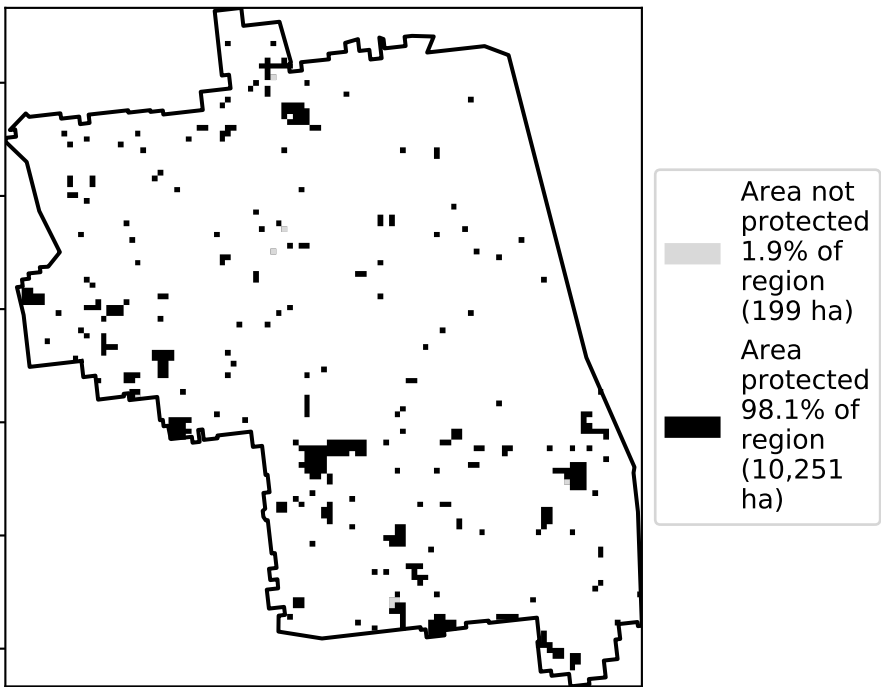 Area not
protected
1.9% of
region
(199 ha)
Area
protected
98.1% of
region
(10,251
ha)